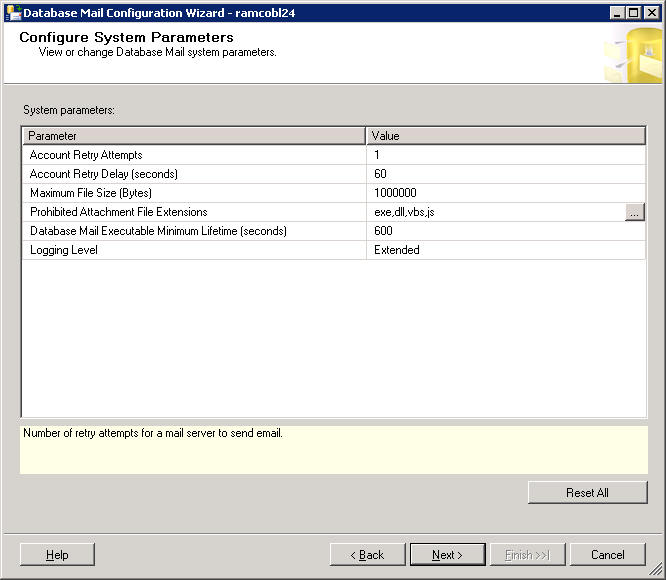 Database Mail Configuration Wizard - ramcobl24
Configure System Parameters
View or change Database Mail system parameters.
System parameters:
Parameter Value
Account Retry Attempts 1
Account Retry Delay (seconds) 60
Maximum File Size (Bytes) 1000000
Prohibited Attachment File Extensions exe,dll,vbs,js ...
Database Mail Executable Minimum Lifetime (seconds) 600
Logging Level Extended
Number of retry attempts for a mail server to send email.
Reset All
Help < Back Next > Finish >>| Cancel